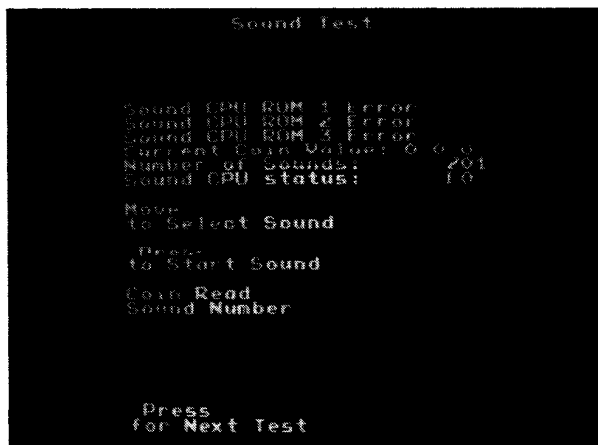 Sound Test
Sound CPU ROM 1 Error
Sound CPU ROM 2 Error
Sound CPU ROM 3 Error
Current Coin Value: 0 0 0
Number of Sounds: 201
Sound CPU status:
Move
to Select Sound
Press
to Start Sound
Coin Read
Sound Number
Press
for Next Test